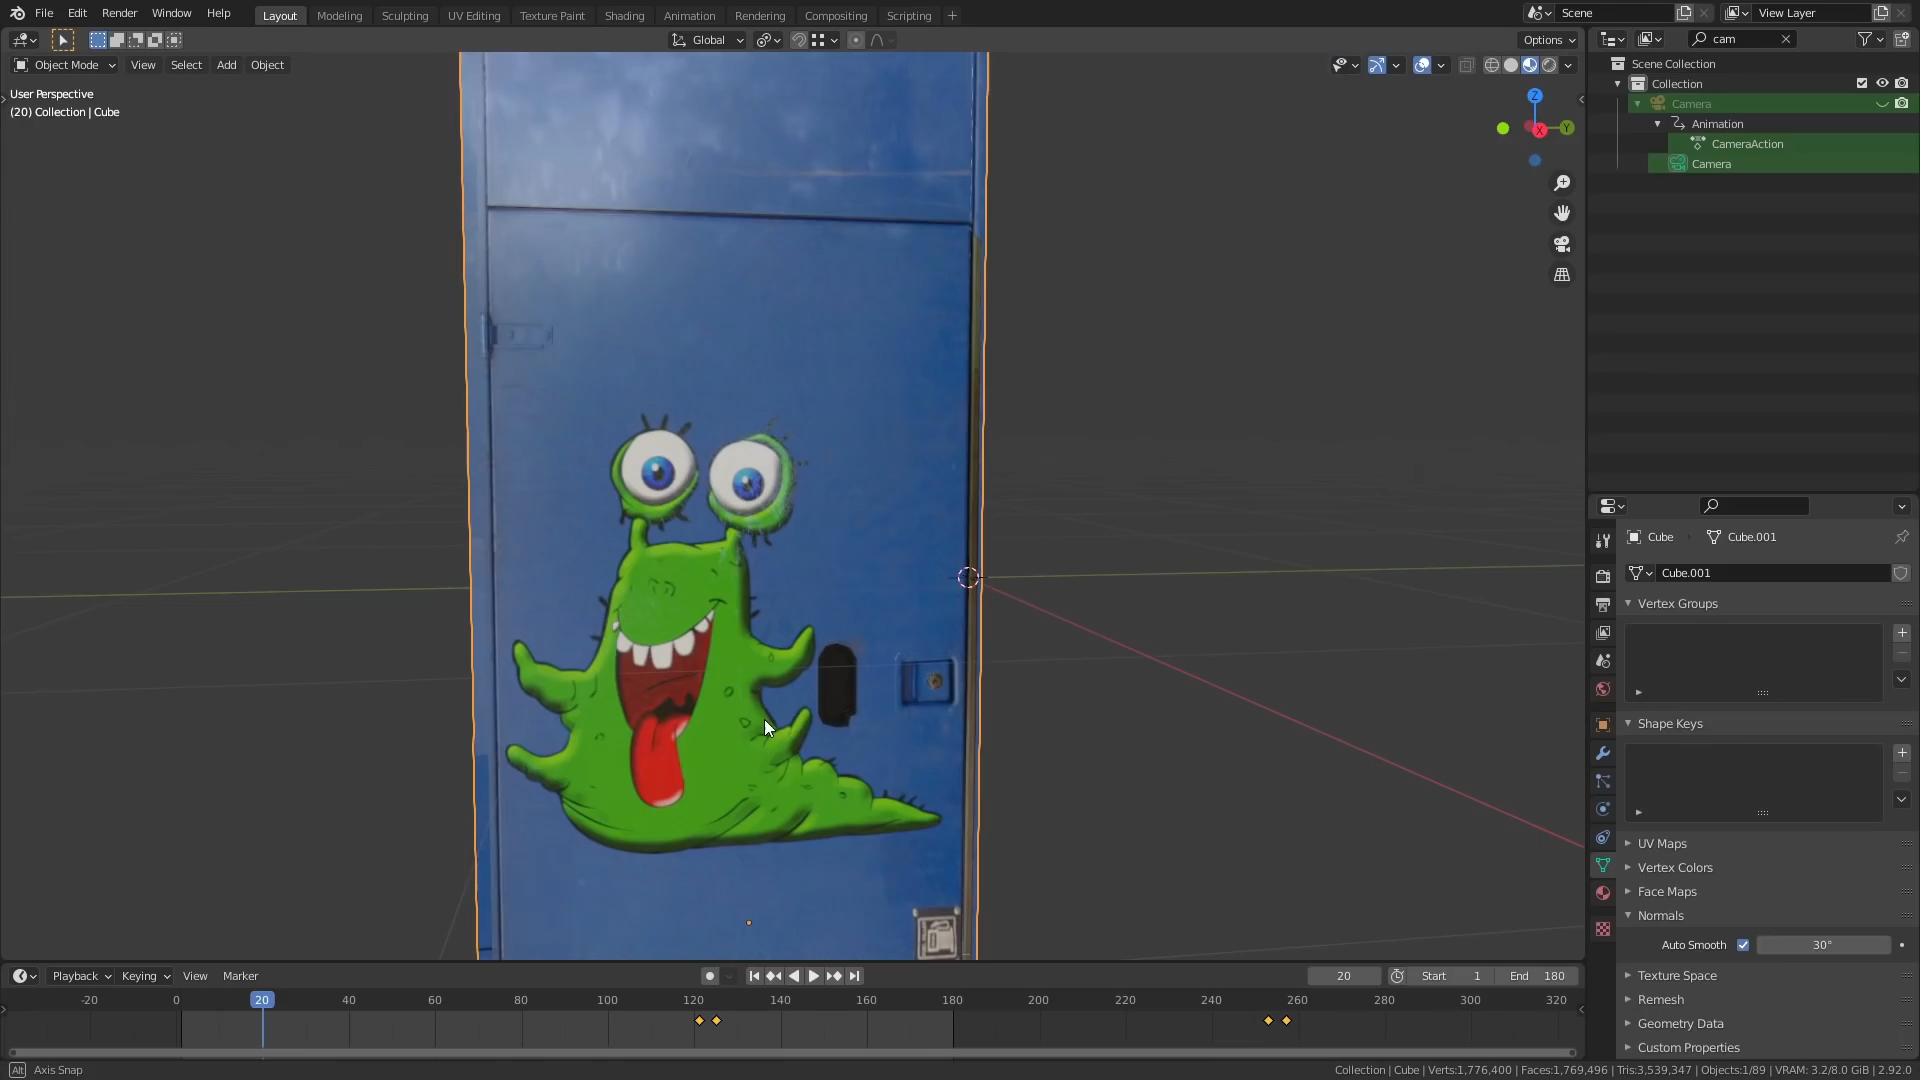 File Edit Render Window Help Layout Modeling Sculpting UV Editing Texture Paint Shading Animation Rendering Compositing Scripting + Scene View Layer
Global Options cam
Object Mode View Select Add Object
Scene Collection
User Perspective
(20) Collection | Cube
Collection
Camera
Animation
CameraAction
Camera
Z
X
Y
Cube Cube.001
Cube.001
Vertex Groups
Shape Keys
UV Maps
Vertex Colors
Face Maps
Normals
Auto Smooth 30°
Texture Space
Remesh
Geometry Data
Custom Properties
Playback Keying View Marker 20 Start 1 End 180
-20 0 20 40 60 80 100 120 140 160 180 200 220 240 260 280 300 320
Alt Axis Snap Collection | Cube | Verts:1,776,400 | Faces:1,769,496 | Tris:3,539,347 | Objects:1/89 | VRAM: 3.2/8.0 GiB | 2.92.0